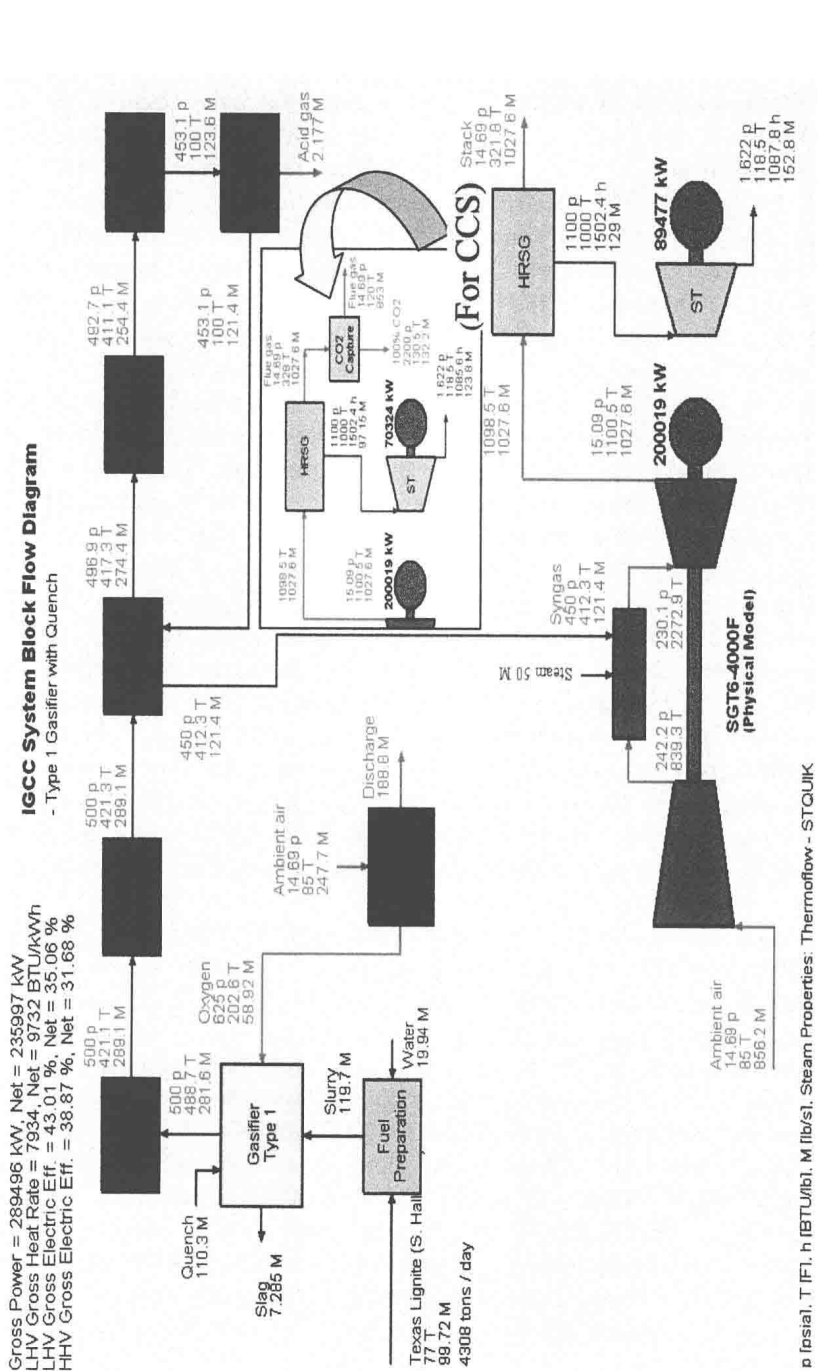 Gross Power = 289496 kW, Net = 235997 kW
LHV Gross Heat Rate = 7934, Net = 9732 BTU/kWh
LHV Gross Electric Eff. = 43.01 %, Net = 35.06 %
HHV Gross Electric Eff. = 38.87 %, Net = 31.68 %
IGCC System Block Flow Diagram
- Type 1 Gasifier with Quench
500 p
421.1 T
289.1 M
500 p
421.3 T
289.1 M
496.9 p
417.3 T
274.4 M
492.7 p
411.1 T
254.4 M
453.1 p
100 T
123.6 M
Acid gas
2.177 M
453.1 p
100 T
121.4 M
450 p
412.3 T
121.4 M
500 p
488.7 T
281.6 M
Quench
110.3 M
Gasifier
Type 1
Slag
7.285 M
Oxygen
625 p
202.6 T
58.92 M
Ambient air
14.69 p
85 T
247.7 M
Discharge
188.8 M
Slurry
119.7 M
Fuel
Preparation
Water
19.94 M
Texas Lignite (S. Hall
77 T
98.72 M
4308 tons / day
1098.5 T
1027.6 M
HRSG
Flue gas
14.69 p
329 T
1027.6 M
CO2
Capture
Flue gas
14.69 p
120 T
853 M
100% CO2
2200 p
130.5 T
132.2 M
1100 p
1000 T
1502.4 h
97.15 M
15.09 p
1100.5 T
1027.6 M
200019 kW
70324 kW
ST
1.622 p
118.5 T
1085.6 h
123.8 M
(For CCS)
Steam 50 M
Syngas
450 p
412.3 T
121.4 M
242.2 p
839.3 T
230.1 p
2272.9 T
SGT6-4000F
(Physical Model)
Ambient air
14.69 p
85 T
856.2 M
15.09 p
1100.5 T
1027.6 M
200019 kW
1098.5 T
1027.6 M
HRSG
Stack
14.69 p
321.8 T
1027.6 M
1100 p
1000 T
1502.4 h
129 M
89477 kW
ST
1.622 p
118.5 T
1087.8 h
152.8 M
p [psia], T [F], h [BTU/lb], M [lb/s], Steam Properties: Thermoflow - STQUIK